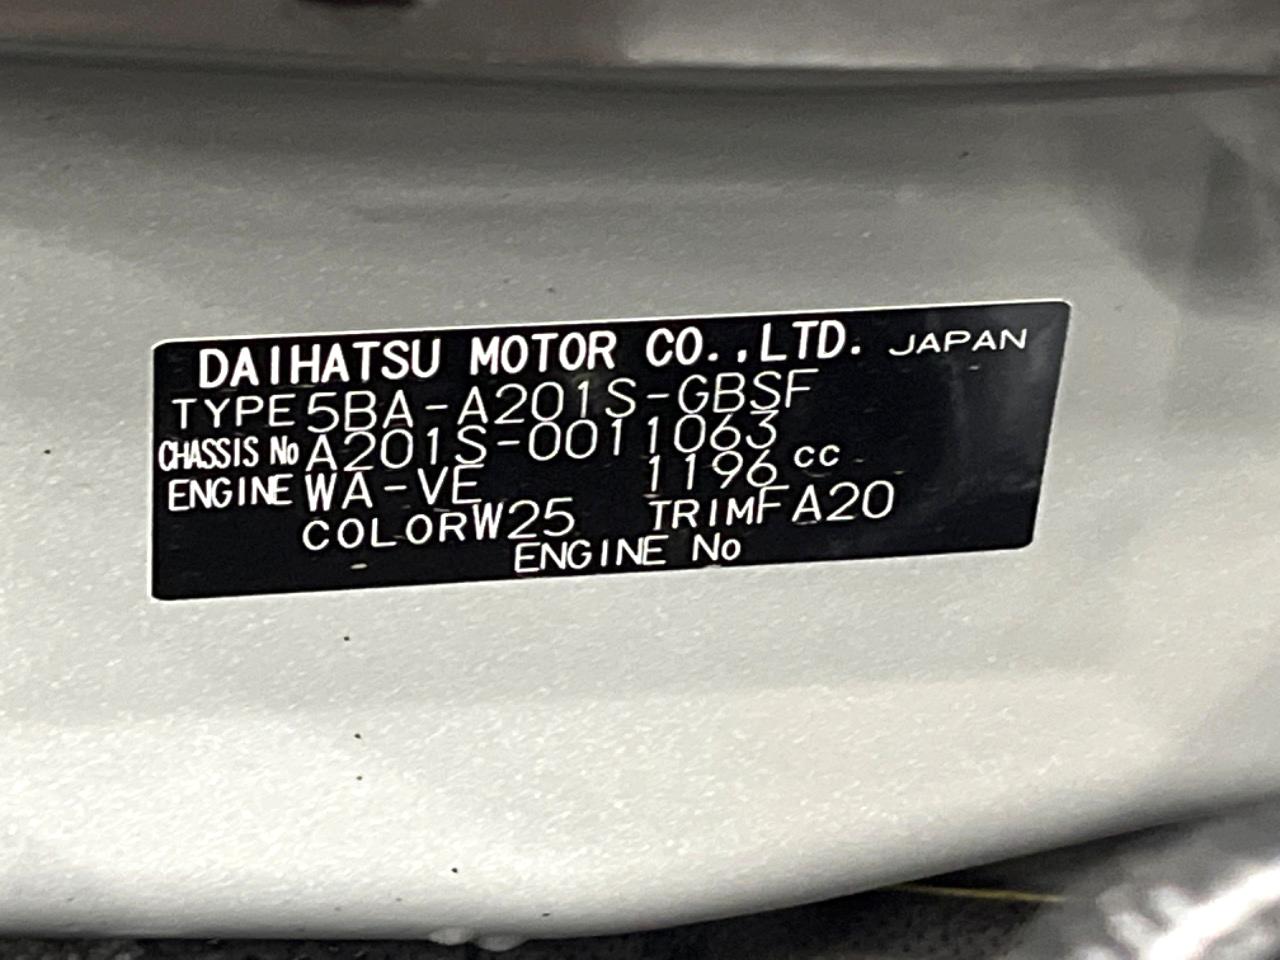 DAIHATSU MOTOR CO.,LTD. JAPAN
TYPE 5BA-A201S-GBSF
CHASSIS No A201S-0011063
ENGINE WA-VE 1196 cc
COLOR W25 TRIM FA20
ENGINE No